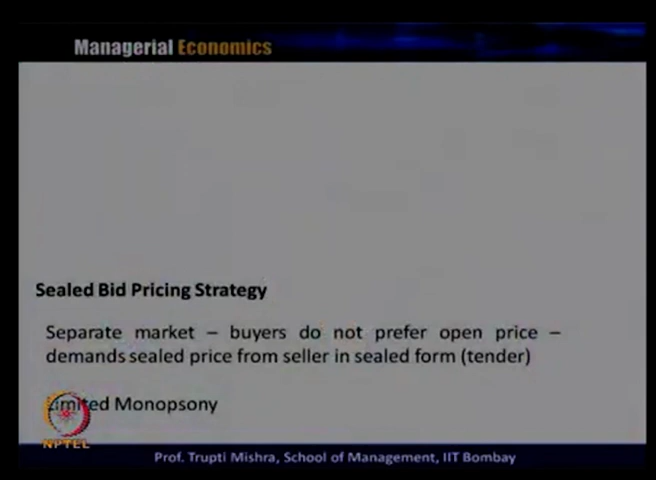 Managerial Economics
Sealed Bid Pricing Strategy
Separate market – buyers do not prefer open price –
demands sealed price from seller in sealed form (tender)
Limited Monopsony
NPTEL
Prof. Trupti Mishra, School of Management, IIT Bombay